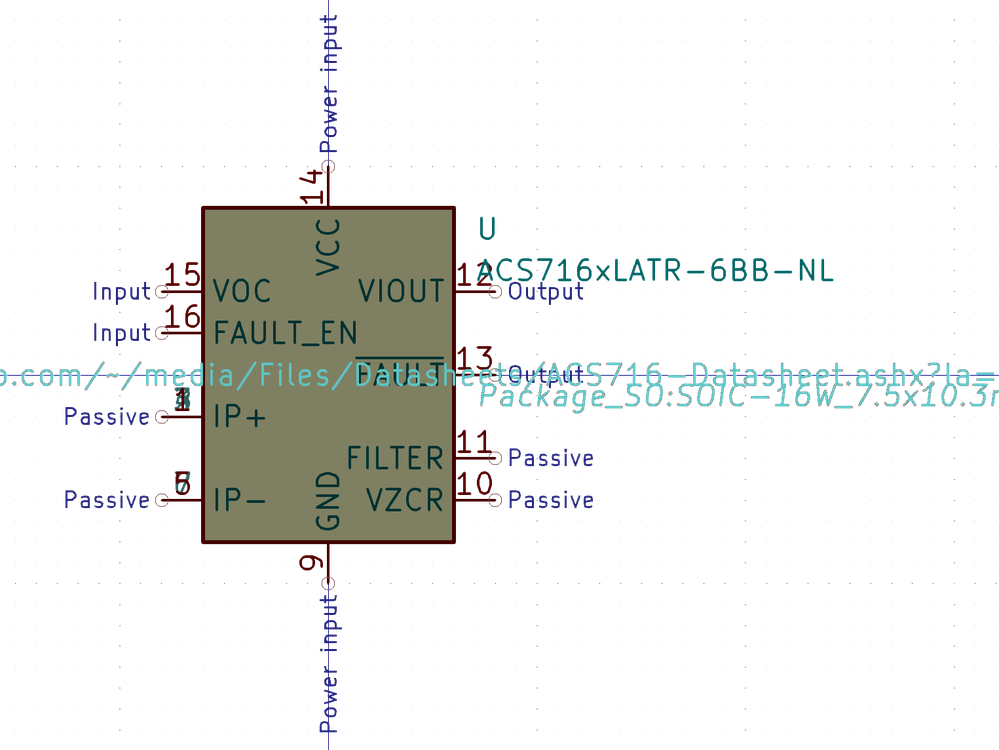 Power input
14
VCC
U
ACS716xLATR-6BB-NL
15
12
Input
VOC
VIOUT
Output
16
Input
FAULT_EN
13
FAULT
Output
o.com/~/media/Files/Datasheets/ACS716-Datasheet.ashx?la=
Package_SO:SOIC-16W_7.5x10.3m
1
Passive
IP+
11
FILTER
Passive
5
10
Passive
IP-
VZCR
Passive
GND
9
Power input